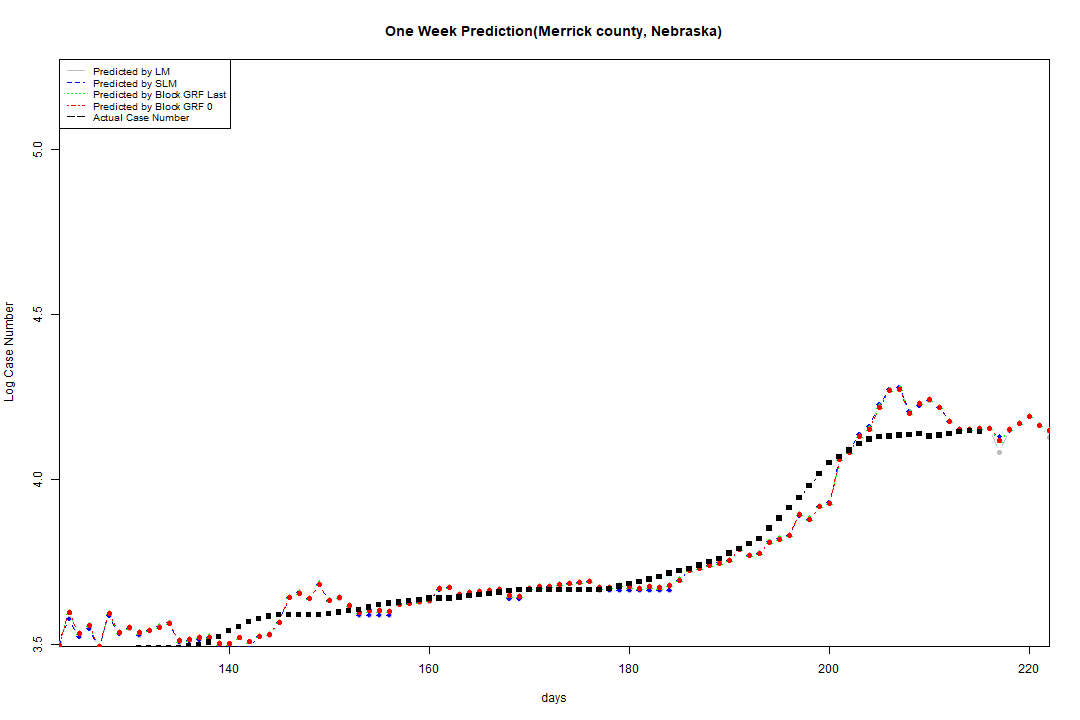 One Week Prediction(Merrick county, Nebraska)
Predicted by LM
Predicted by SLM
Predicted by Block GRF Last
Predicted by Block GRF 0
Actual Case Number
5.0
4.5
4.0
3.5
Log Case Number
140 160 180 200 220
days